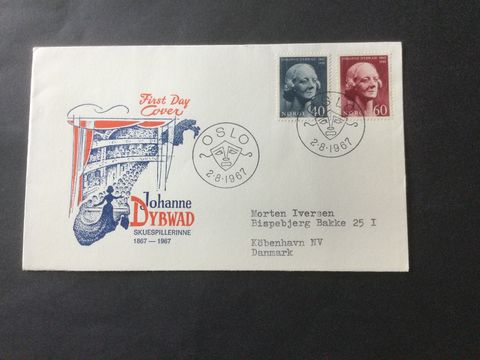 First Day
Cover
Johanne
DYBWAD
SKUESPILLERINNE
1867 — 1967
OSLO
2-8-1967
NORGE 40
NORGE 60
OSLO
2-8-1967
Morten Iversen
Bispebjerg Bakke 25 I
København NV
Danmark